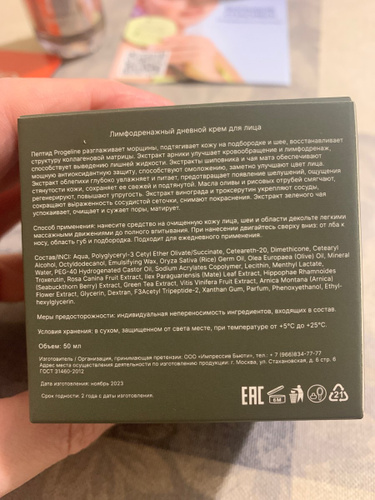 Лимфодренажный дневной крем для лица
Пептид Progeline разглаживает морщины, подтягивает кожу на подбородке и шее, восстанавливает
структуру коллагеновой матрицы. Экстракт арники улучшает кровообращение и лимфодренаж,
способствует выведению лишней жидкости. Экстракты шиповника и чая матэ обеспечивают
мощную антиоксидантную защиту, способствуют омоложению, заметно улучшают цвет лица.
Экстракт облепихи глубоко увлажняет и питает, предотвращает появление шелушений, ощущения
стянутости кожи, сохраняет ее свежей и подтянутой. Масла оливы и рисовых отрубей смягчают,
регенерируют, повышают упругость. Экстракт винограда и троксерутин укрепляют сосуды,
сокращают выраженность сосудистой сеточки, снимают покраснения. Экстракт зеленого чая
успокаивает, очищает и сужает поры, матирует.
Способ применения: нанесите средство на очищенную кожу лица, шеи и области декольте легкими
массажными движениями до полного впитывания. При нанесении двигайтесь сверху вниз: от лба к
носу, область губ и подбородка. Подходит для ежедневного применения.
Состав/INCI: Aqua, Polyglyceryl-3 Cetyl Ether Olivate/Succinate, Ceteareth-20, Dimethicone, Cetearyl
Alcohol, Octyldodecanol, Emulsifying Wax, Oryza Sativa (Rice) Germ Oil, Olea Europaea (Olive) Oil, Mineral
Water, PEG-40 Hydrogenated Castor Oil, Sodium Acrylates Copolymer, Lecithin, Menthyl Lactate,
Troxerutin, Rosa Canina Fruit Extract, Ilex Paraguariensis (Mate) Leaf Extract, Hippophae Rhamnoides
(Seabuckthorn Berry) Extract, Green Tea Extract, Vitis Vinifera Fruit Extract, Arnica Montana (Arnica)
Flower Extract, Glycerin, Dextran, F3Acetyl Tripeptide-2, Xanthan Gum, Parfum, Phenoxyethanol, Ethyl-
hexylglycerin.
Меры предосторожности: индивидуальная непереносимость ингредиентов, входящих в состав.
Условия хранения: в сухом, защищенном от света месте, при температуре от +5°С до +25°С.
Объем: 50 мл
Изготовитель / Организация, принимающая претензии: ООО «Импрессив Бьюти», тел.: + 7 (966)834-77-77
Адрес места осуществления деятельности по изготовлению продукции: г. Москва, ул. Стахановская, д. 6 стр. 6
ГОСТ 31460-2012
Дата изготовления: ноябрь 2023
Срок годности: 2 года с даты изготовления.
EAC
6М
21